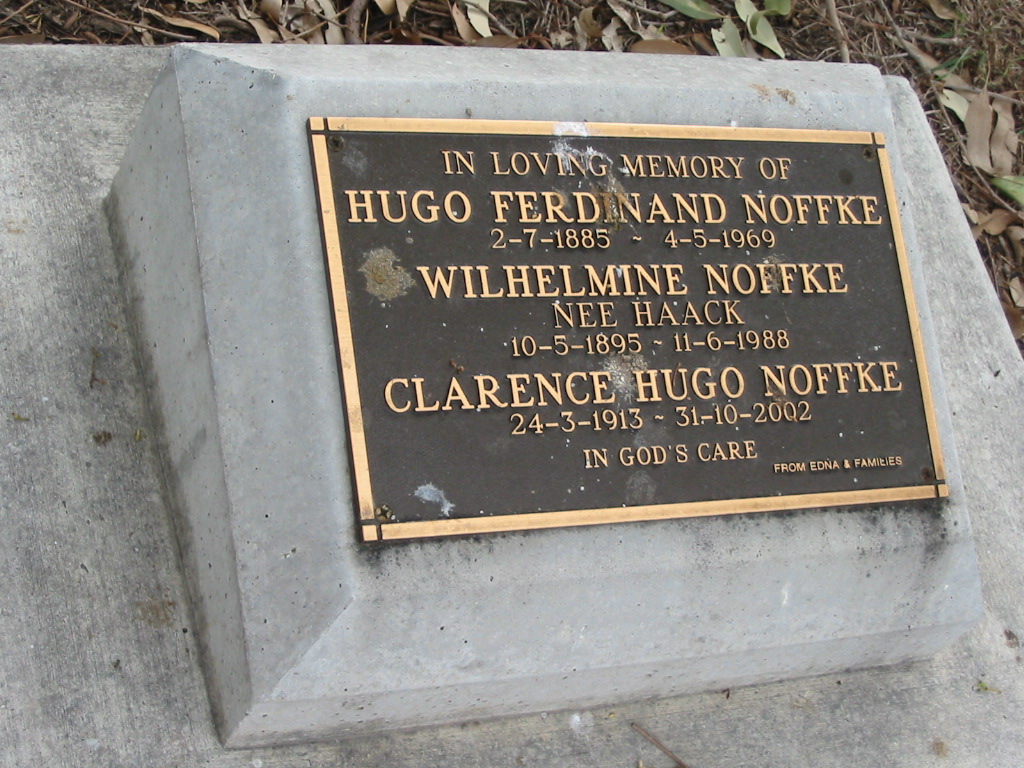 IN LOVING MEMORY OF
HUGO FERDINAND NOFFKE
2-7-1885 ~ 4-5-1969
WILHELMINE NOFFKE
NEE HAACK
10-5-1895 ~ 11-6-1988
CLARENCE HUGO NOFFKE
24-3-1913 ~ 31-10-2002
IN GOD'S CARE
FROM EDNA & FAMILIES